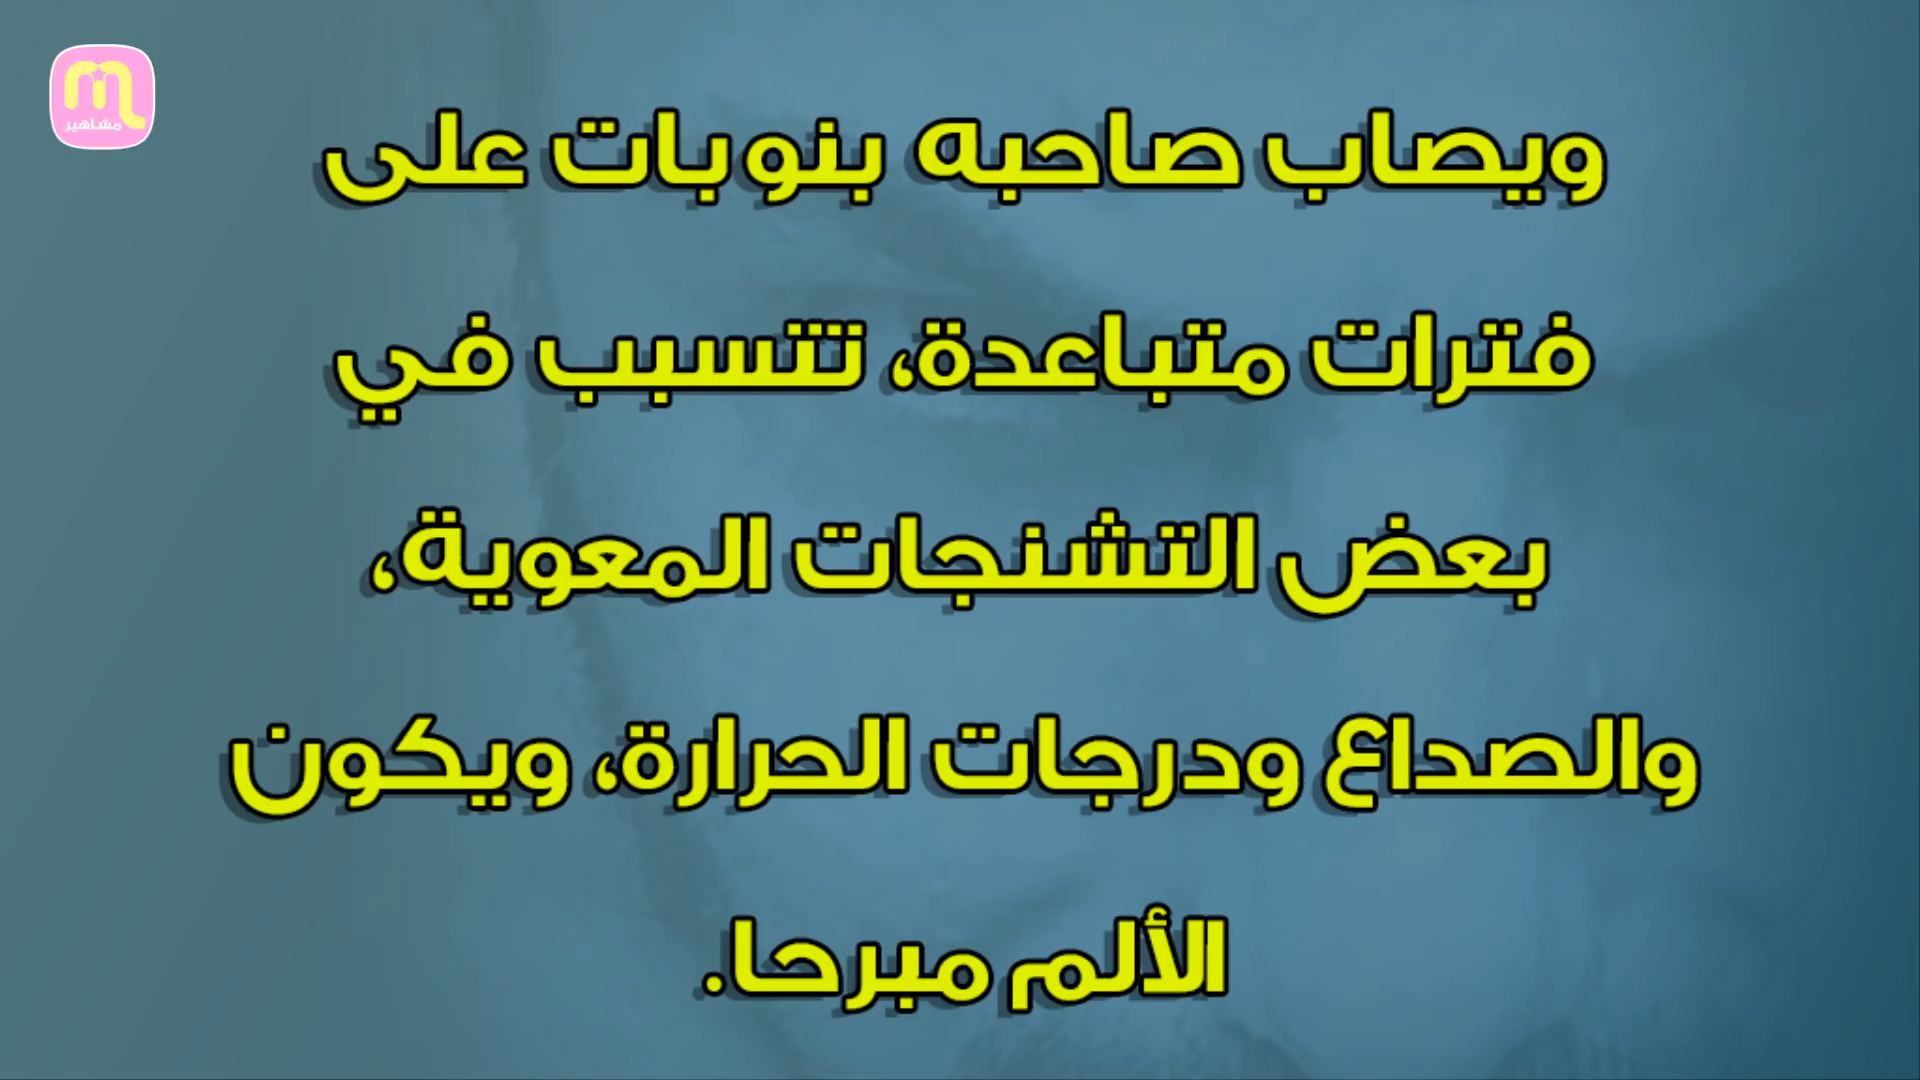 مشاهير
ويصاب صاحبه بنوبات على
فترات متباعدة، تتسبب في
بعض التشنجات المعوية،
والصداع ودرجات الحرارة، ويكون
الألم مبرحا.